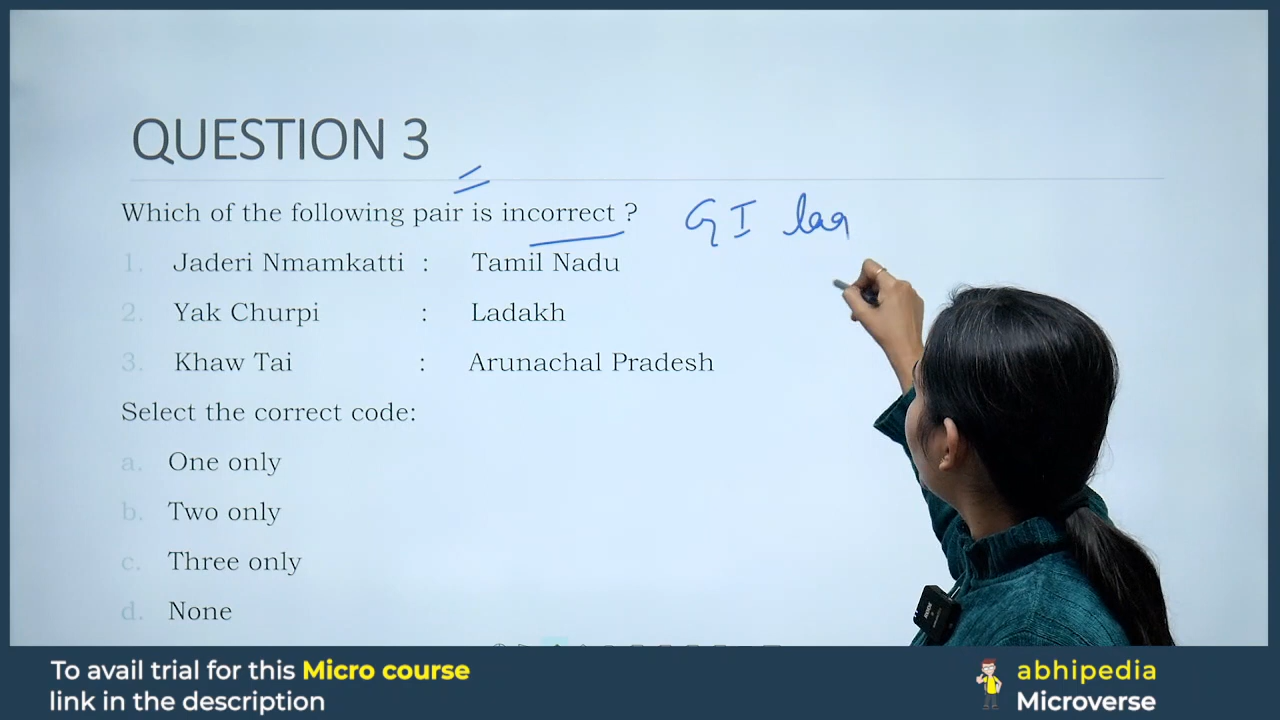 QUESTION 3
Which of the following pair is incorrect ?
GI
1. Jaderi Nmamkatti : Tamil Nadu
2. Yak Churpi : Ladakh
3. Khaw Tai : Arunachal Pradesh
Select the correct code:
a. One only
b. Two only
c. Three only
d. None
To avail trial for this Micro course
link in the description
abhipedia
Microverse